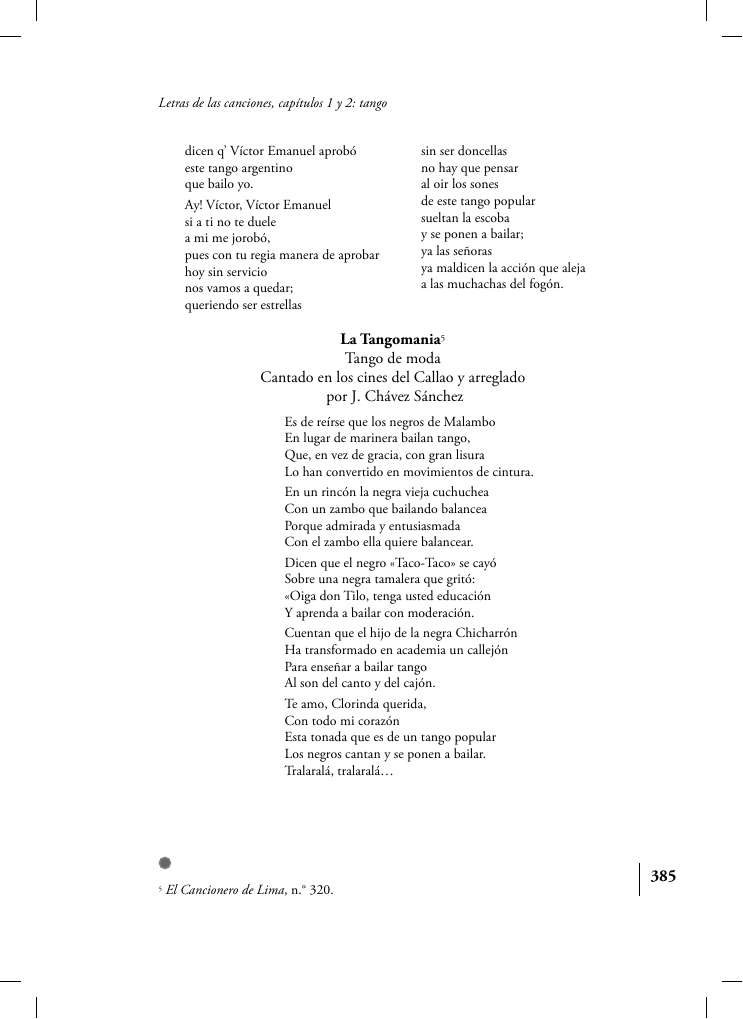 Letras de las canciones, capítulos 1 y 2: tango
dicen q’ Víctor Emanuel aprobó
este tango argentino
que bailo yo.
Ay! Víctor, Víctor Emanuel
si a ti no te duele
a mi me jorobó,
pues con tu regia manera de aprobar
hoy sin servicio
nos vamos a quedar;
queriendo ser estrellas
sin ser doncellas
no hay que pensar
al oir los sones
de este tango popular
sueltan la escoba
y se ponen a bailar;
ya las señoras
ya maldicen la acción que aleja
a las muchachas del fogón.
La Tangomania⁵
Tango de moda
Cantado en los cines del Callao y arreglado
por J. Chávez Sánchez
Es de reírse que los negros de Malambo
En lugar de marinera bailan tango,
Que, en vez de gracia, con gran lisura
Lo han convertido en movimientos de cintura.
En un rincón la negra vieja cuchuchea
Con un zambo que bailando balancea
Porque admirada y entusiasmada
Con el zambo ella quiere balancear.
Dicen que el negro «Taco-Taco» se cayó
Sobre una negra tamalera que gritó:
«Oiga don Tilo, tenga usted educación
Y aprenda a bailar con moderación.
Cuentan que el hijo de la negra Chicharrón
Ha transformado en academia un callejón
Para enseñar a bailar tango
Al son del canto y del cajón.
Te amo, Clorinda querida,
Con todo mi corazón
Esta tonada que es de un tango popular
Los negros cantan y se ponen a bailar.
Tralaralá, tralaralá…
⁵ El Cancionero de Lima, n.° 320.
385